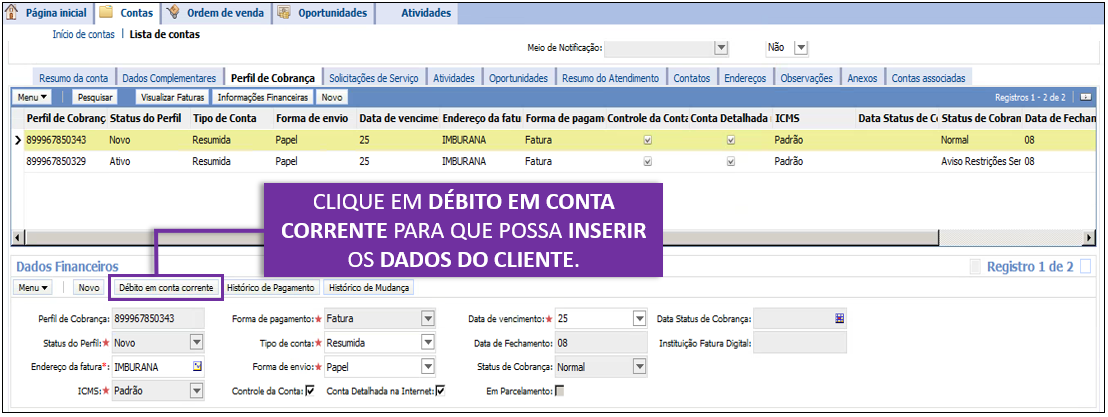 Página inicial Contas Ordem de venda Oportunidades Atividades
Início de contas | Lista de contas
Meio de Notificação: Não
Resumo da conta Dados Complementares Perfil de Cobrança Solicitações de Serviço Atividades Oportunidades Resumo do Atendimento Contatos Endereços Observações Anexos Contas associadas
Menu Pesquisar Visualizar Faturas Informações Financeiras Novo Registros 1 - 2 de 2
Perfil de Cobranç Status do Perfil Tipo de Conta Forma de envio Data de vencime Endereço da fatu Forma de pagam Controle da Conta Conta Detalhada ICMS Data Status de C Status de Cobran Data de Fecham
899967850343 Novo Resumida Papel 25 IMBURANA Fatura Padrão Normal 08
899967850329 Ativo Resumida Papel 25 IMBURANA Fatura Padrão Aviso Restrições Ser 08
CLIQUE EM DÉBITO EM CONTA
CORRENTE PARA QUE POSSA INSERIR
OS DADOS DO CLIENTE.
Dados Financeiros Registro 1 de 2
Menu Novo Débito em conta corrente Histórico de Pagamento Histórico de Mudança
Perfil de Cobrança: 899967850343 Forma de pagamento:★ Fatura Data de vencimento:★ 25 Data Status de Cobrança:
Status do Perfil:★ Novo Tipo de conta:★ Resumida Data de Fechamento: 08 Instituição Fatura Digital:
Endereço da fatura*: IMBURANA Forma de envio:★ Papel Status de Cobrança: Normal
ICMS:★ Padrão Controle da Conta: Conta Detalhada na Internet: Em Parcelamento: